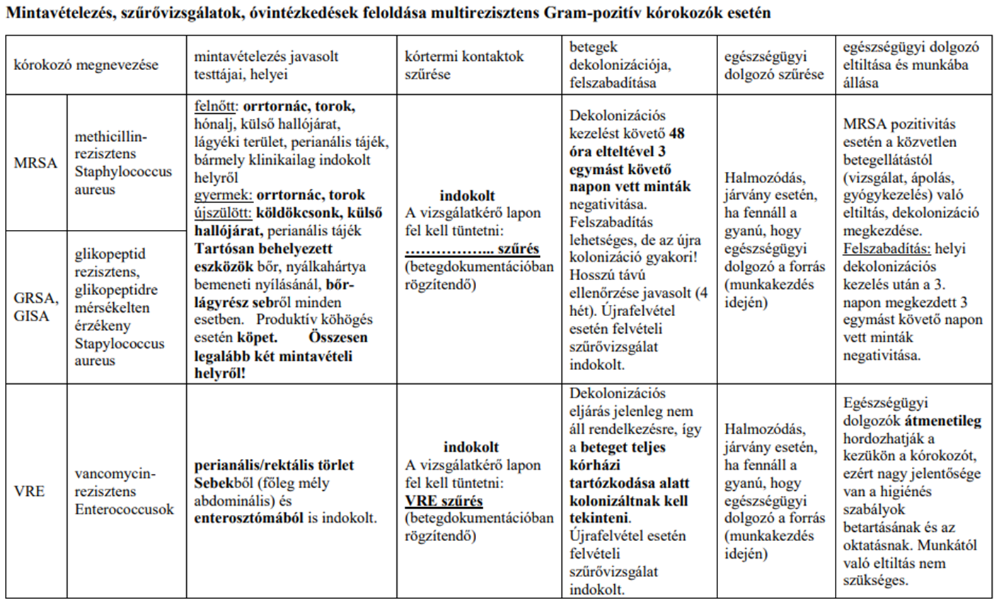 Mintavételezés, szűrővizsgálatok, óvintézkedések feloldása multirezisztens Gram-pozitív kórokozók esetén
kórokozó megnevezése
mintavételezés javasolt
testtájai, helyei
kórtermi kontaktok
szűrése
betegek
dekolonizációja,
felszabadítása
egészségügyi
dolgozó szűrése
egészségügyi dolgozó
eltiltása és munkába
állása
MRSA
methicillin-
rezisztens
Staphylococcus
aureus
GRSA,
GISA
glikopeptid
rezisztens,
glikopeptidre
mérsékelten
érzékeny
Stapylococcus
aureus
felnőtt: orrtornác, torok,
hónalj, külső hallójárat,
lágyéki terület, perianális tájék,
bármely klinikailag indokolt
helyről
gyermek: orrtornác, torok
újszülött: köldökcsonk, külső
hallójárat, perianális tájék
Tartósan behelyezett
eszközök bőr, nyálkahártya
bemeneti nyílásánál, bőr-
lágyrész sebről minden
esetben. Produktív köhögés
esetén köpet. Összesen
legalább két mintavételi
helyről!
indokolt
A vizsgálatkérő lapon
fel kell tüntetni:
……………... szűrés
(betegdokumentációban
rögzítendő)
Dekolonizációs
kezelést követő 48
óra elteltével 3
egymást követő
napon vett minták
negativitása.
Felszabadítás
lehetséges, de az újra
kolonizáció gyakori!
Hosszú távú
ellenőrzése javasolt (4
hét). Újrafelvétel
esetén felvételi
szűrővizsgálat
indokolt.
Halmozódás,
járvány esetén,
ha fennáll a
gyanú, hogy
egészségügyi
dolgozó a forrás
(munkakezdés
idején)
MRSA pozitivitás
esetén a közvetlen
betegellátástól
(vizsgálat, ápolás,
gyógykezelés) való
eltiltás, dekolonizáció
megkezdése.
Felszabadítás: helyi
dekolonizációs
kezelés után a 3.
napon megkezdett 3
egymást követő napon
vett minták
negativitása.
VRE
vancomycin-
rezisztens
Enterococcusok
perianális/rektális törlet
Sebekből (főleg mély
abdominális) és
enterosztómából is indokolt.
indokolt
A vizsgálatkérő lapon
fel kell tüntetni:
VRE szűrés
(betegdokumentációban
rögzítendő)
Dekolonizációs
eljárás jelenleg nem
áll rendelkezésre, így
a beteget teljes
kórházi
tartózkodása alatt
kolonizáltnak kell
tekinteni.
Újrafelvétel esetén
felvételi
szűrővizsgálat
indokolt.
Halmozódás,
járvány esetén,
ha fennáll a
gyanú, hogy
egészségügyi
dolgozó a forrás
(munkakezdés
idején)
Egészségügyi
dolgozók átmenetileg
hordozhatják a
kezükön a kórokozót,
ezért nagy jelentősége
van a higiénés
szabályok
betartásának és az
oktatásnak. Munkától
való eltiltás nem
szükséges.